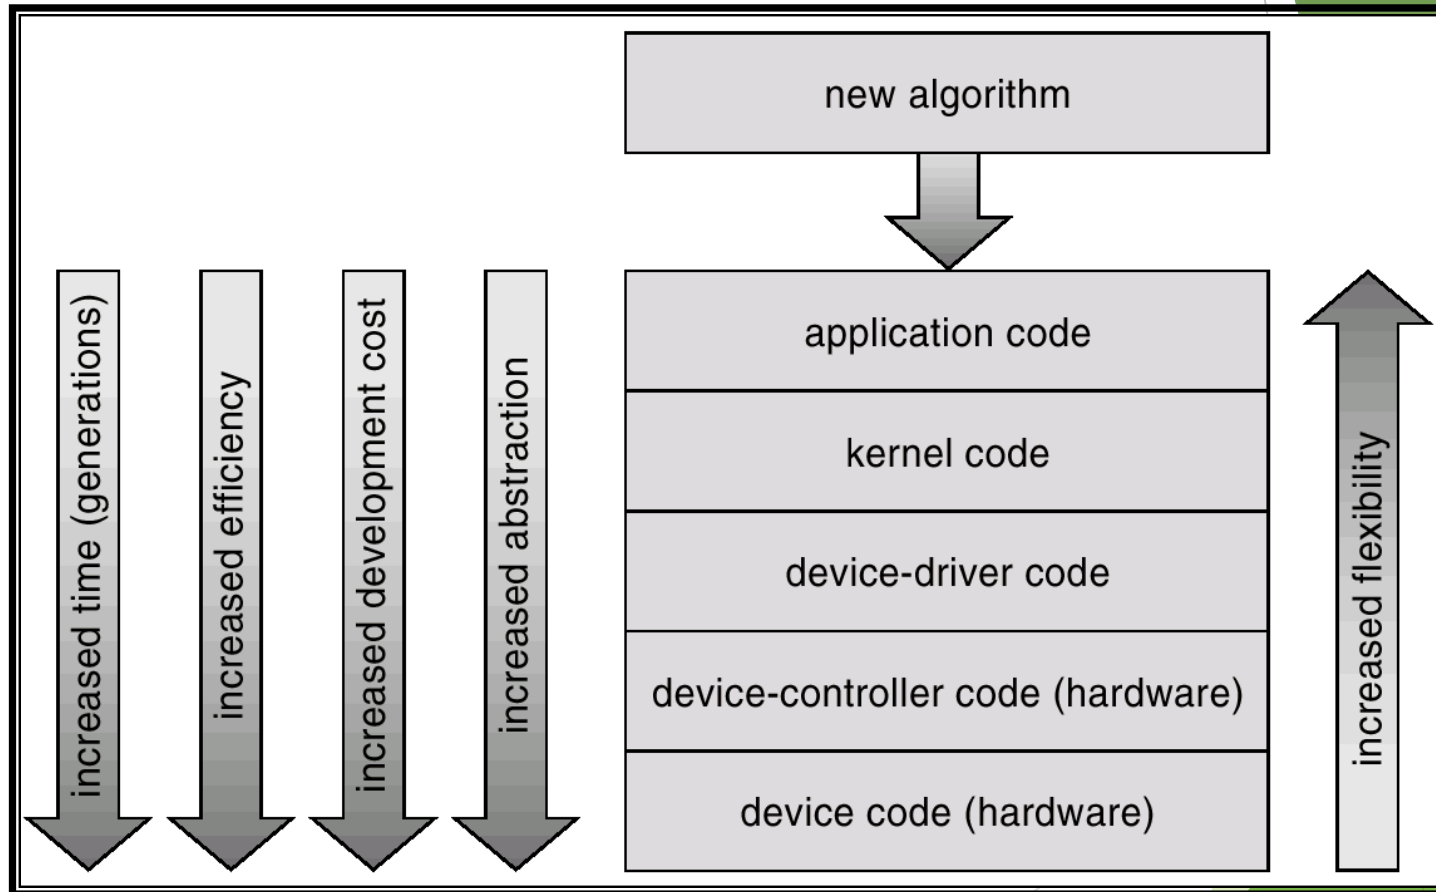 new algorithm
increased time (generations)
increased efficiency
increased development cost
increased abstraction
application code
kernel code
device-driver code
device-controller code (hardware)
device code (hardware)
increased flexibility